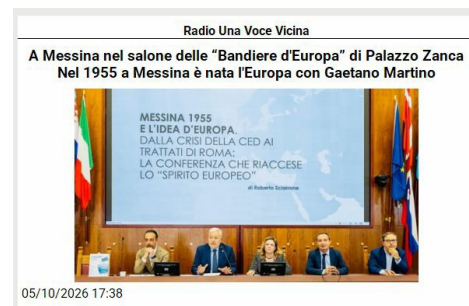 Radio Una Voce Vicina
A Messina nel salone delle “Bandiere d'Europa” di Palazzo Zanca
Nel 1955 a Messina è nata l'Europa con Gaetano Martino
MESSINA 1955
E L'IDEA D'EUROPA.
DALLA CRISI DELLA CED AI
TRATTATI DI ROMA:
LA CONFERENZA CHE RIACCESE
LO “SPIRITO EUROPEO”
di Roberto Sciarrone
05/10/2026 17:38